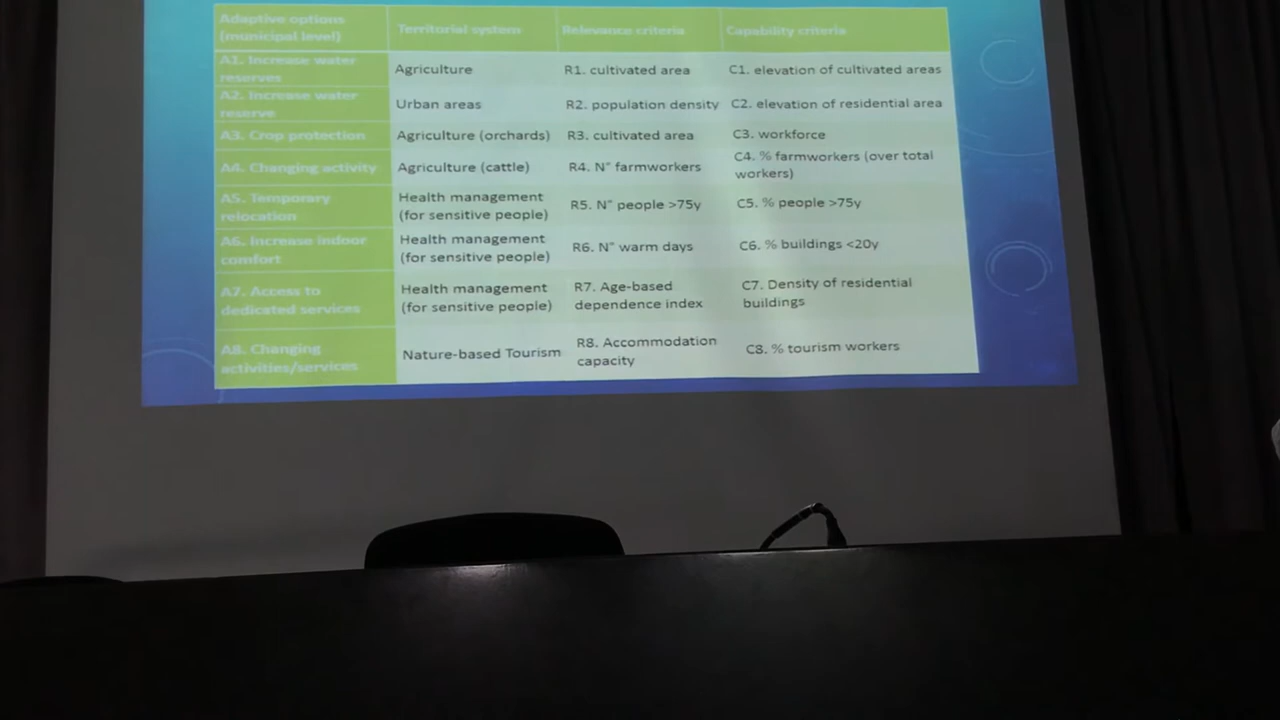 Adaptive options
(municipal level)
Territorial system
Relevance criteria
Capability criteria
A1. Increase water
reserves
Agriculture
R1. cultivated area
C1. elevation of cultivated areas
A2. Increase water
reserve
Urban areas
R2. population density
C2. elevation of residential area
A3. Crop protection
Agriculture (orchards)
R3. cultivated area
C3. workforce
A4. Changing activity
Agriculture (cattle)
R4. N° farmworkers
C4. % farmworkers (over total
workers)
A5. Temporary
relocation
Health management
(for sensitive people)
R5. N° people >75y
C5. % people >75y
A6. Increase indoor
comfort
Health management
(for sensitive people)
R6. N° warm days
C6. % buildings <20y
A7. Access to
dedicated services
Health management
(for sensitive people)
R7. Age-based
dependence index
C7. Density of residential
buildings
A8. Changing
activities/services
Nature-based Tourism
R8. Accommodation
capacity
C8. % tourism workers